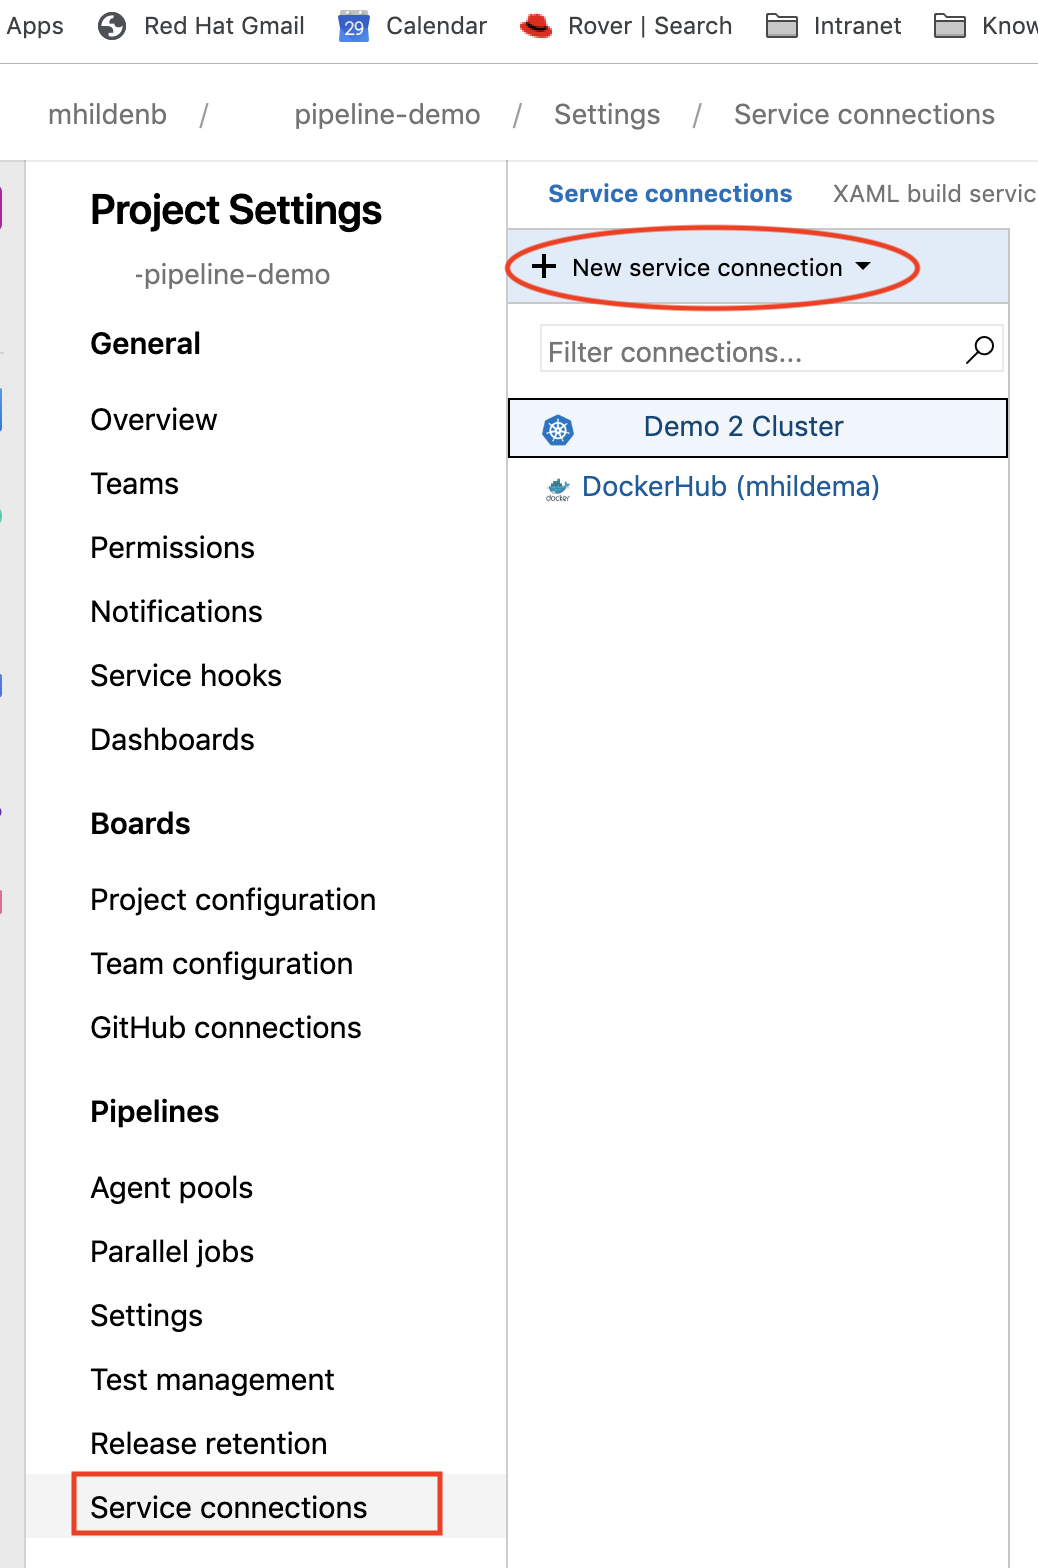 Apps Red Hat Gmail 29 Calendar Rover | Search Intranet
mhildenb / pipeline-demo / Settings / Service connections
Project Settings
-pipeline-demo
General
Overview
Teams
Permissions
Notifications
Service hooks
Dashboards
Boards
Project configuration
Team configuration
GitHub connections
Pipelines
Agent pools
Parallel jobs
Settings
Test management
Release retention
Service connections
Service connections XAML build servic
+ New service connection
Filter connections...
Demo 2 Cluster
docker DockerHub (mhildema)